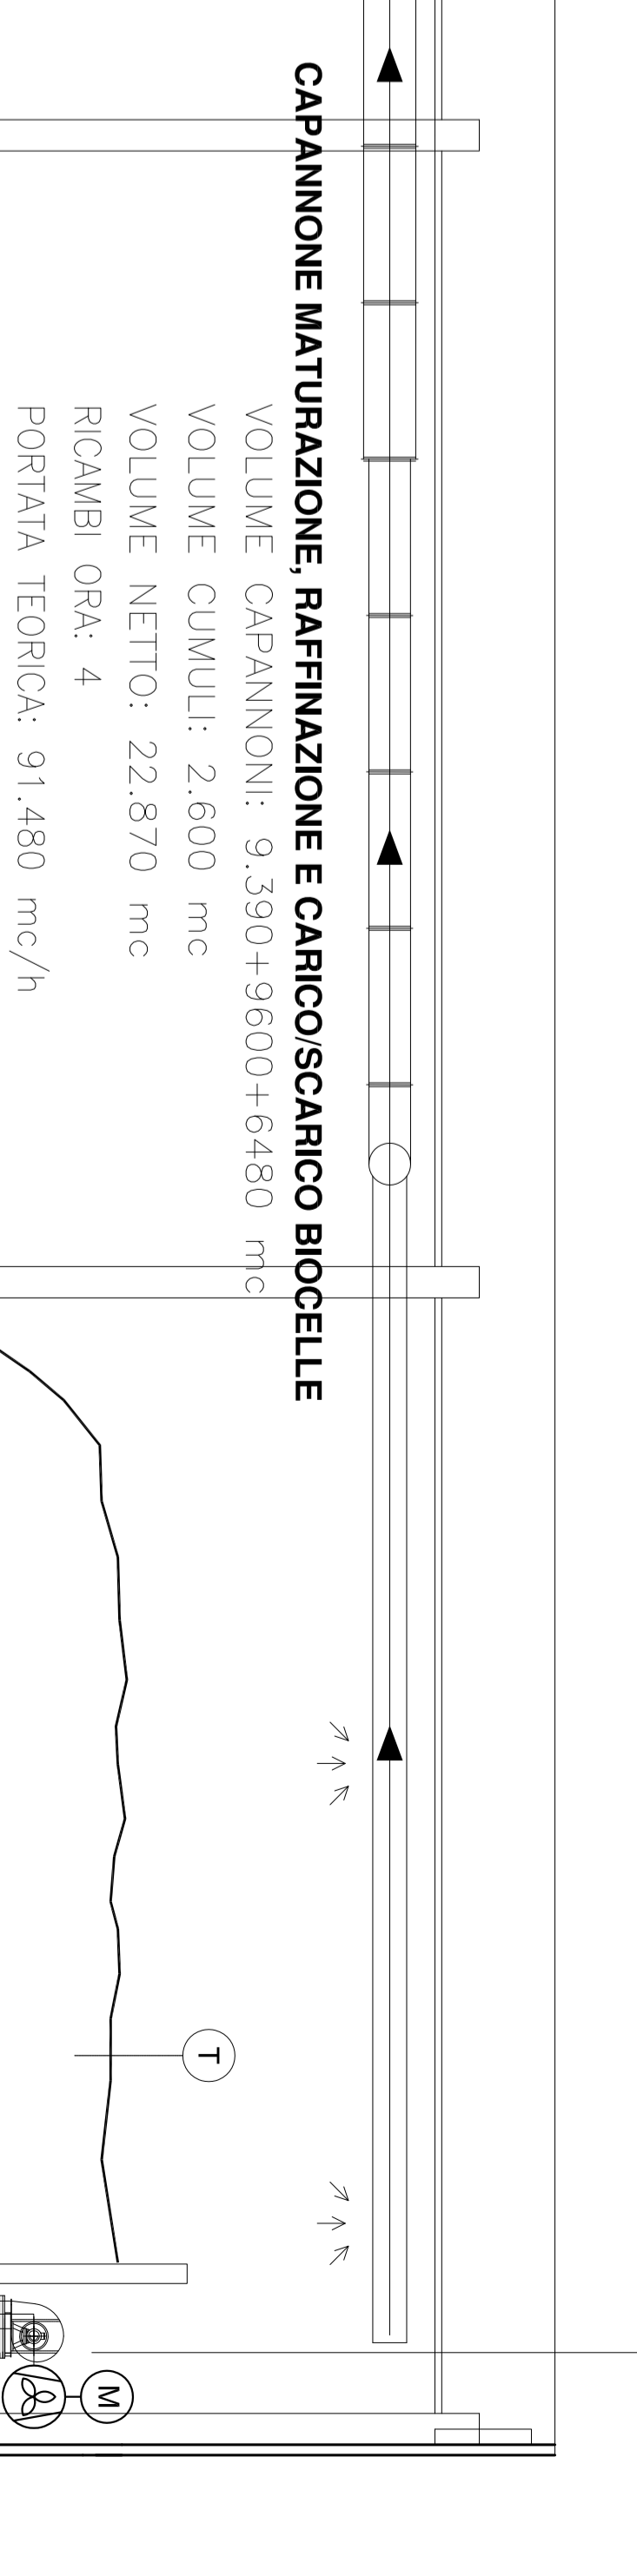 CAPANNONE MATURAZIONE, RAFFINAZIONE E CARICO/SCARICO BIOCELLE
VOLUME CAPANNONI: 9.390+9600+6480 mc
VOLUME CUMULI: 2.600 mc
VOLUME NETTO: 22.870 mc
RICAMBI ORA: 4
PORTATA TEORICA: 91.480 mc/h
T
M